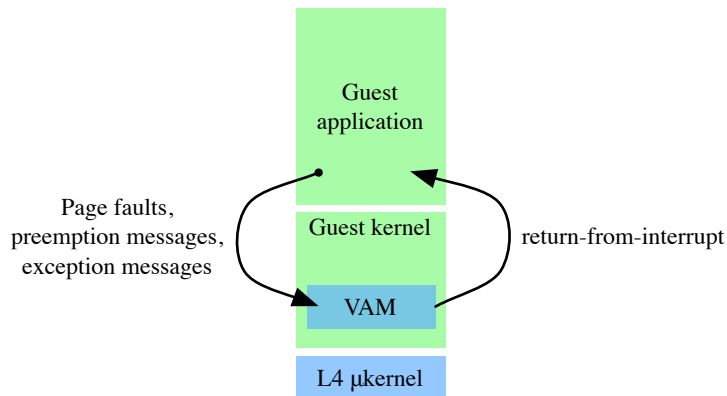 Guest
application
Page faults,
preemption messages,
exception messages
Guest kernel
return-from-interrupt
VAM
L4 μkernel